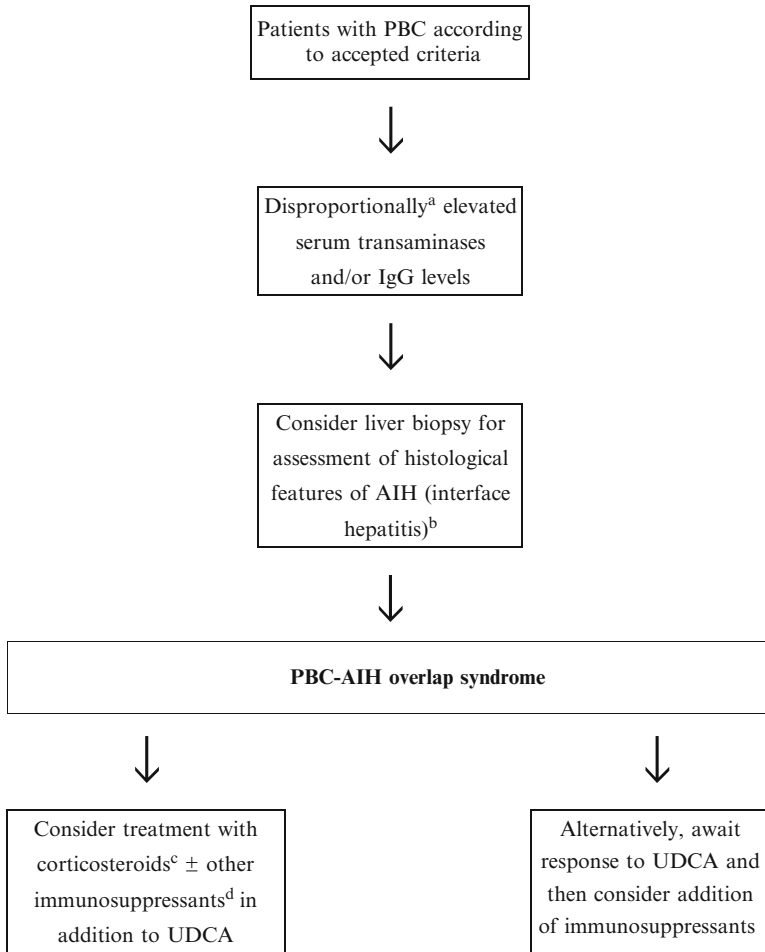 Patients with PBC according
to accepted criteria
Disproportionallyᵃ elevated
serum transaminases
and/or IgG levels
Consider liver biopsy for
assessment of histological
features of AIH (interface
hepatitis)ᵇ
PBC-AIH overlap syndrome
Consider treatment with
corticosteroidsᶜ ± other
immunosuppressantsᵈ in
addition to UDCA
Alternatively, await
response to UDCA and
then consider addition
of immunosuppressants